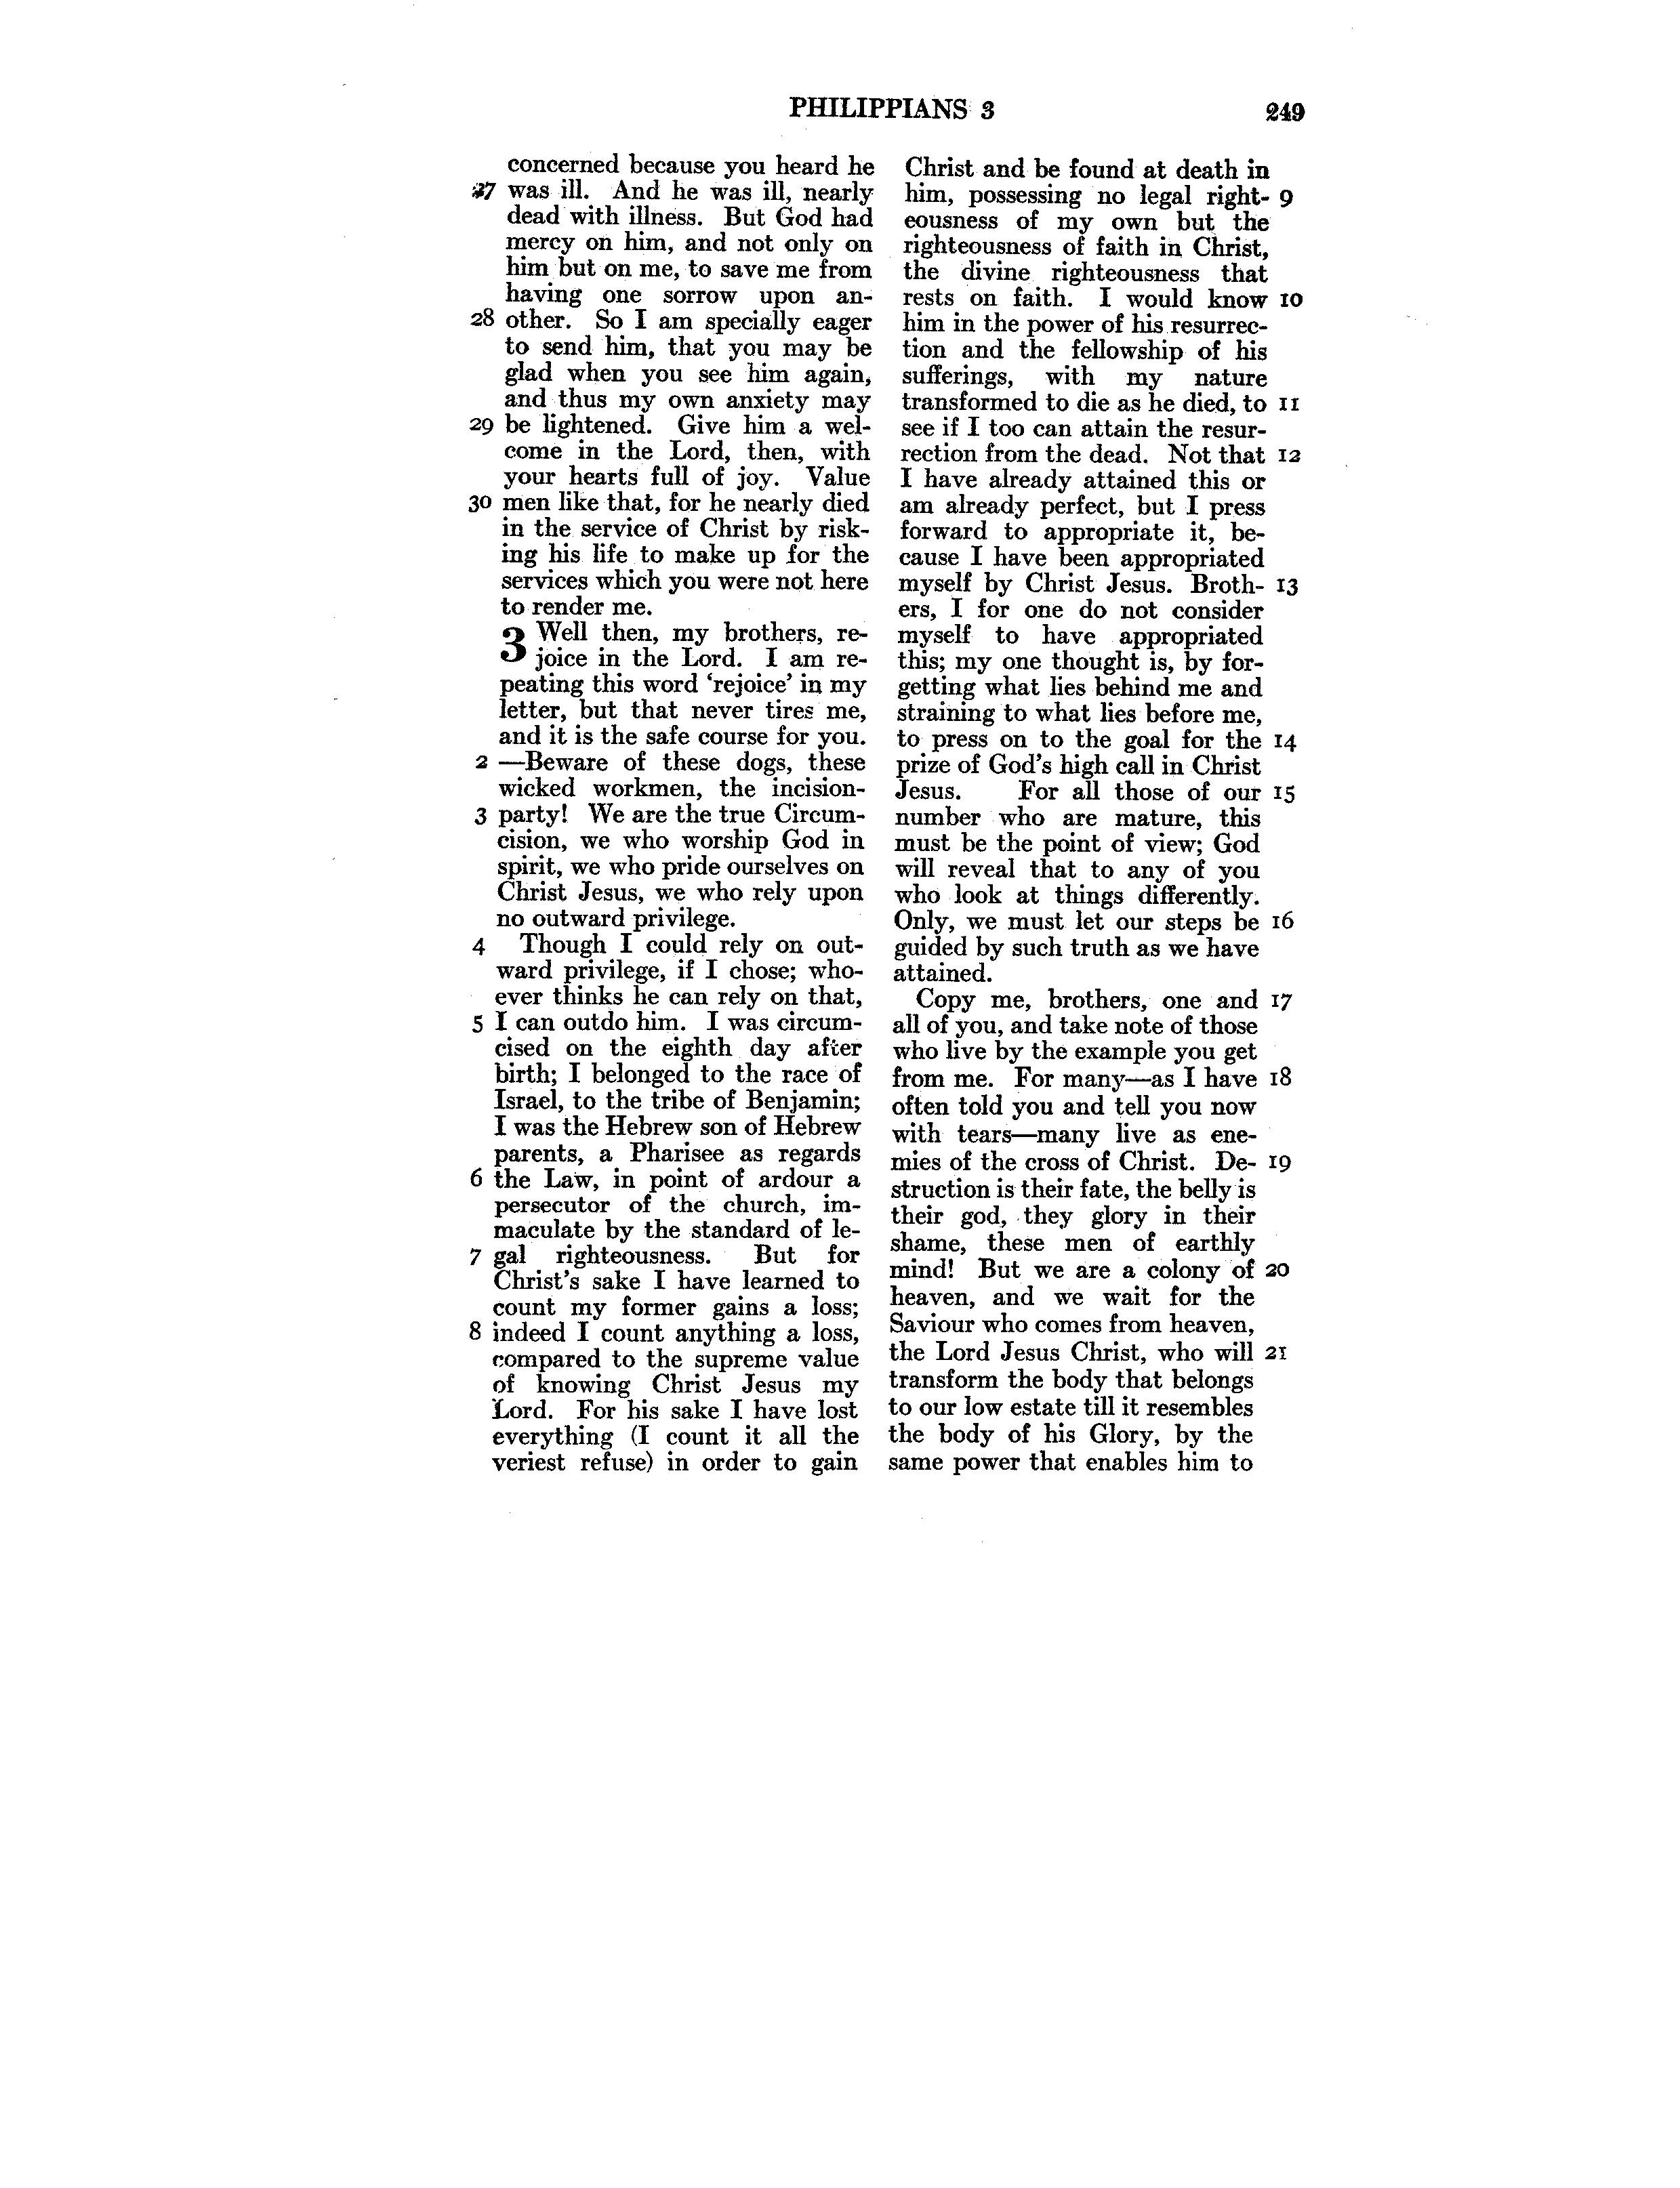 PHILIPPIANS 3 249
concerned because you heard he
27 was ill. And he was ill, nearly
dead with illness. But God had
mercy on him, and not only on
him but on me, to save me from
having one sorrow upon an-
28 other. So I am specially eager
to send him, that you may be
glad when you see him again,
and thus my own anxiety may
29 be lightened. Give him a wel-
come in the Lord, then, with
your hearts full of joy. Value
30 men like that, for he nearly died
in the service of Christ by risk-
ing his life to make up for the
services which you were not here
to render me.
3 Well then, my brothers, re-
joice in the Lord. I am re-
peating this word ‘rejoice’ in my
letter, but that never tires me,
and it is the safe course for you.
2 —Beware of these dogs, these
wicked workmen, the incision-
3 party! We are the true Circum-
cision, we who worship God in
spirit, we who pride ourselves on
Christ Jesus, we who rely upon
no outward privilege.
4 Though I could rely on out-
ward privilege, if I chose; who-
ever thinks he can rely on that,
5 I can outdo him. I was circum-
cised on the eighth day after
birth; I belonged to the race of
Israel, to the tribe of Benjamin;
I was the Hebrew son of Hebrew
parents, a Pharisee as regards
6 the Law, in point of ardour a
persecutor of the church, im-
maculate by the standard of le-
7 gal righteousness. But for
Christ's sake I have learned to
count my former gains a loss;
8 indeed I count anything a loss,
compared to the supreme value
of knowing Christ Jesus my
Lord. For his sake I have lost
everything (I count it all the
veriest refuse) in order to gain
Christ and be found at death in
him, possessing no legal right- 9
eousness of my own but the
righteousness of faith in Christ,
the divine righteousness that
rests on faith. I would know 10
him in the power of his resurrec-
tion and the fellowship of his
sufferings, with my nature
transformed to die as he died, to 11
see if I too can attain the resur-
rection from the dead. Not that 12
I have already attained this or
am already perfect, but I press
forward to appropriate it, be-
cause I have been appropriated
myself by Christ Jesus. Broth- 13
ers, I for one do not consider
myself to have appropriated
this; my one thought is, by for-
getting what lies behind me and
straining to what lies before me,
to press on to the goal for the 14
prize of God's high call in Christ
Jesus. For all those of our 15
number who are mature, this
must be the point of view; God
will reveal that to any of you
who look at things differently.
Only, we must let our steps be 16
guided by such truth as we have
attained.
Copy me, brothers, one and 17
all of you, and take note of those
who live by the example you get
from me. For many—as I have 18
often told you and tell you now
with tears—many live as ene-
mies of the cross of Christ. De- 19
struction is their fate, the belly is
their god, they glory in their
shame, these men of earthly
mind! But we are a colony of 20
heaven, and we wait for the
Saviour who comes from heaven,
the Lord Jesus Christ, who will 21
transform the body that belongs
to our low estate till it resembles
the body of his Glory, by the
same power that enables him to